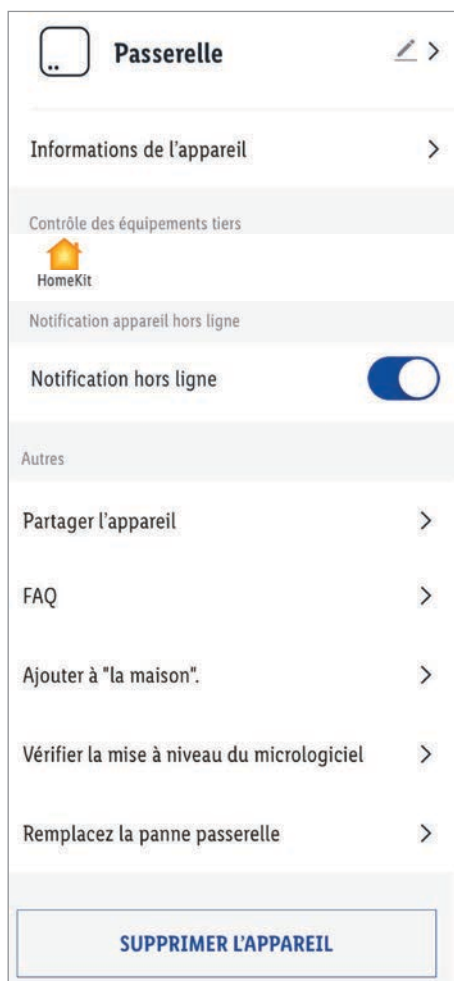 Passerelle
Informations de l'appareil
Contrôle des équipements tiers
HomeKit
Notification appareil hors ligne
Notification hors ligne
Autres
Partager l'appareil
FAQ
Ajouter à "la maison".
Vérifier la mise à niveau du micrologiciel
Remplacez la panne passerelle
SUPPRIMER L'APPAREIL